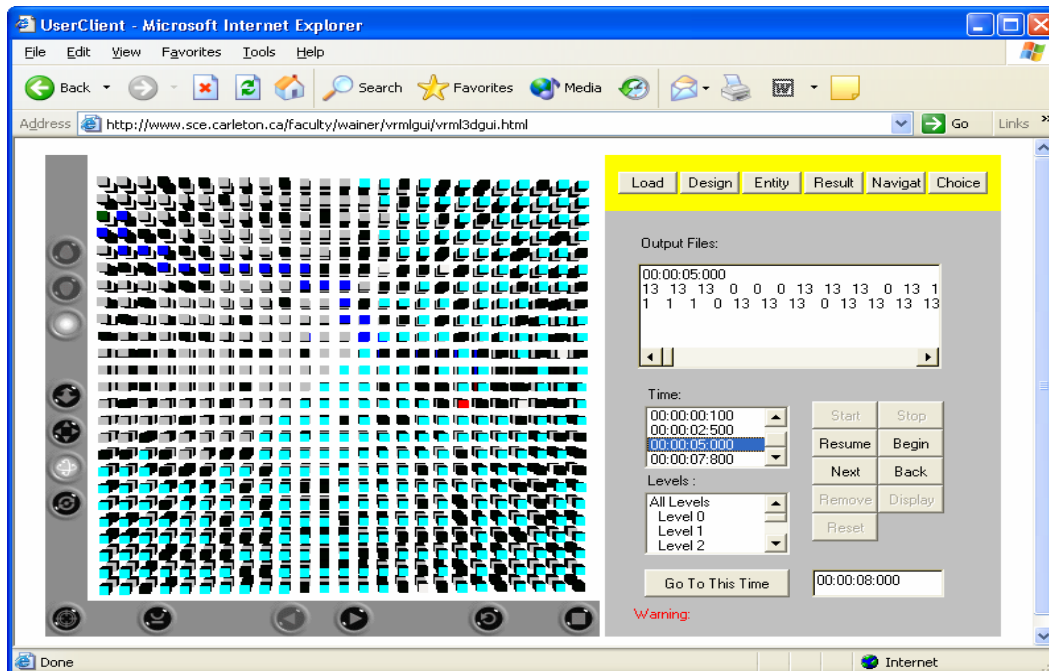 UserClient - Microsoft Internet Explorer
File Edit View Favorites Tools Help
Back Search Favorites Media
Address http://www.sce.carleton.ca/faculty/wainer/vrmlgui/vrml3dgui.html Go Links »
Load Design Entity Result Navigat Choice
Output Files:
00:00:05:000
13 13 13 0 0 0 13 13 13 0 13 1
1 1 1 0 13 13 13 0 13 13 13
Time:
00:00:00:100
00:00:02:500
00:00:05:000
00:00:07:800
Start Stop
Resume Begin
Next Back
Remove Display
Reset
Levels :
All Levels
Level 0
Level 1
Level 2
Go To This Time 00:00:08:000
Warning:
Done Internet